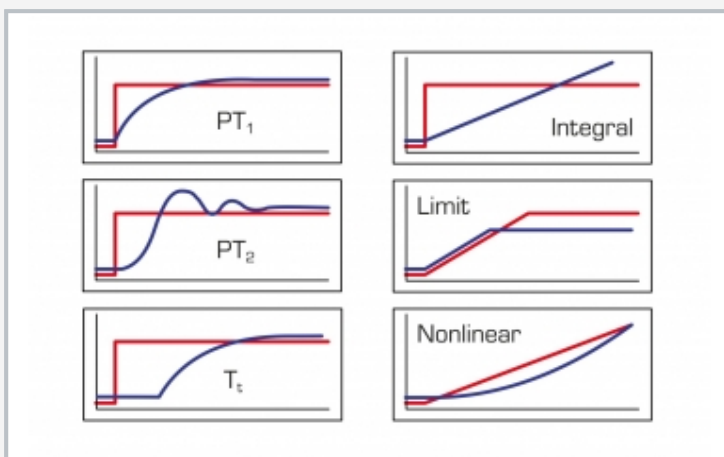 PT₁
Integral
PT₂
Limit
Tₜ
Nonlinear